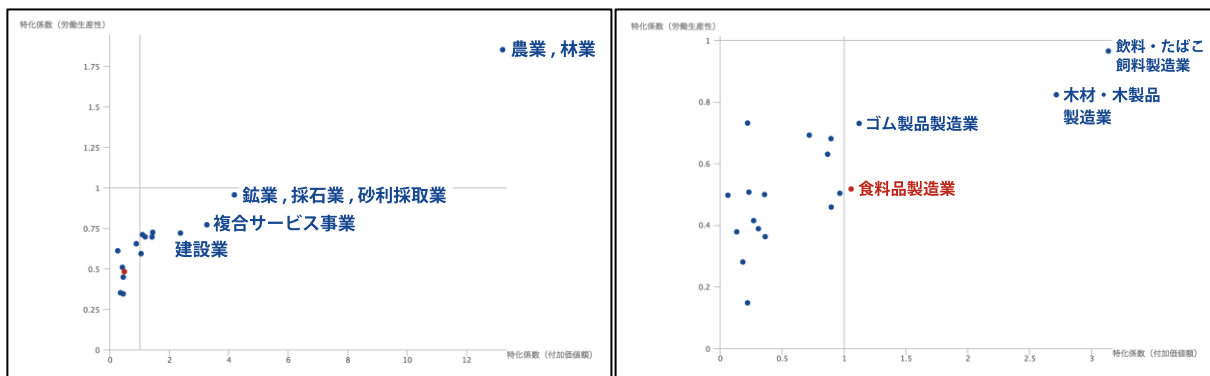 特化係数（労働生産性）
1.75
1.5
1.25
1
0.75
0.5
0.25
0
0 2 4 6 8 10 12
特化係数（付加価値額）
農業 , 林業
鉱業 , 採石業 , 砂利採取業
複合サービス事業
建設業
特化係数（労働生産性）
1
0.8
0.6
0.4
0.2
0
0 0.5 1 1.5 2 2.5 3
特化係数（付加価値額）
飲料・たばこ
飼料製造業
木材・木製品
製造業
ゴム製品製造業
食料品製造業